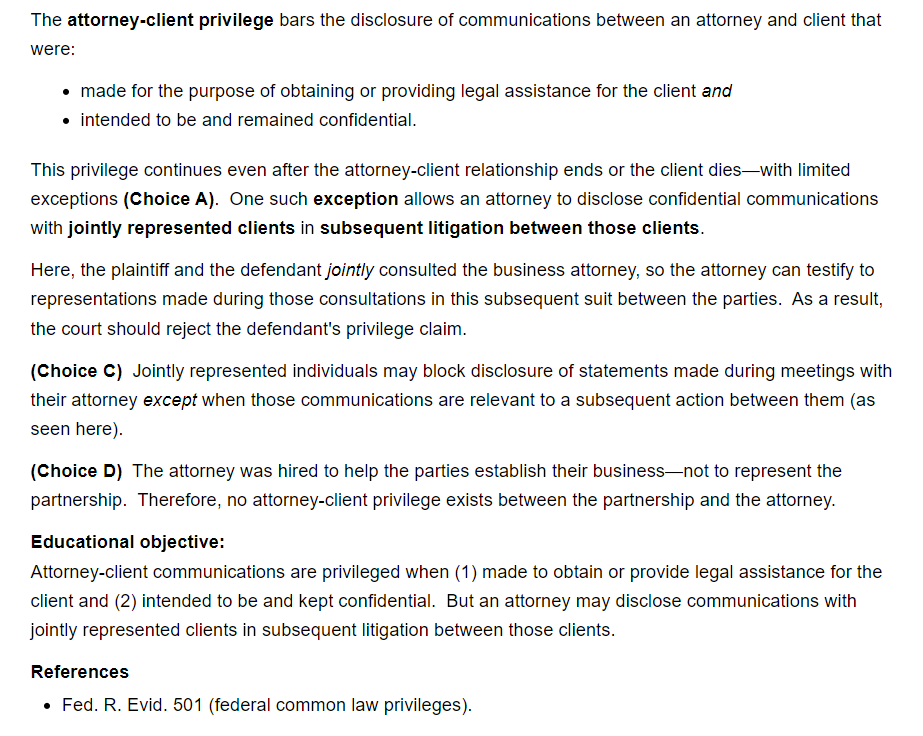 The attorney-client privilege bars the disclosure of communications between an attorney and client that
were:
• made for the purpose of obtaining or providing legal assistance for the client and
• intended to be and remained confidential.
This privilege continues even after the attorney-client relationship ends or the client dies—with limited
exceptions (Choice A).  One such exception allows an attorney to disclose confidential communications
with jointly represented clients in subsequent litigation between those clients.
Here, the plaintiff and the defendant jointly consulted the business attorney, so the attorney can testify to
representations made during those consultations in this subsequent suit between the parties.  As a result,
the court should reject the defendant's privilege claim.
(Choice C)  Jointly represented individuals may block disclosure of statements made during meetings with
their attorney except when those communications are relevant to a subsequent action between them (as
seen here).
(Choice D)  The attorney was hired to help the parties establish their business—not to represent the
partnership.  Therefore, no attorney-client privilege exists between the partnership and the attorney.
Educational objective:
Attorney-client communications are privileged when (1) made to obtain or provide legal assistance for the
client and (2) intended to be and kept confidential.  But an attorney may disclose communications with
jointly represented clients in subsequent litigation between those clients.
References
• Fed. R. Evid. 501 (federal common law privileges).